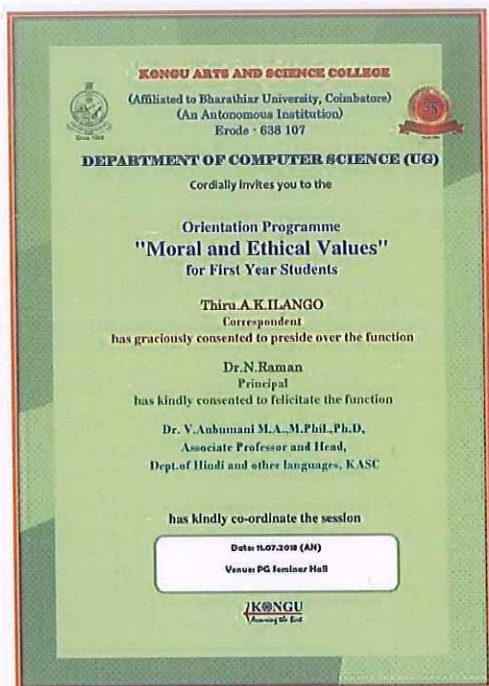 KONGU ARTS AND SCIENCE COLLEGE
(Affiliated to Bharathiar University, Coimbatore)
(An Autonomous Institution)
Erode - 638 107
25
DEPARTMENT OF COMPUTER SCIENCE (UG)
Cordially invites you to the
Orientation Programme
"Moral and Ethical Values"
for First Year Students
Thiru.A.K.ILANGO
Correspondent
has graciously consented to preside over the function
Dr.N.Raman
Principal
has kindly consented to felicitate the function
Dr. V.Anbumani M.A.,M.Phil.,Ph.D,
Associate Professor and Head,
Dept.of Hindi and other languages, KASC
has kindly co-ordinate the session
Date: 11.07.2018 (AN)
Venue: PG Seminar Hall
KONGU